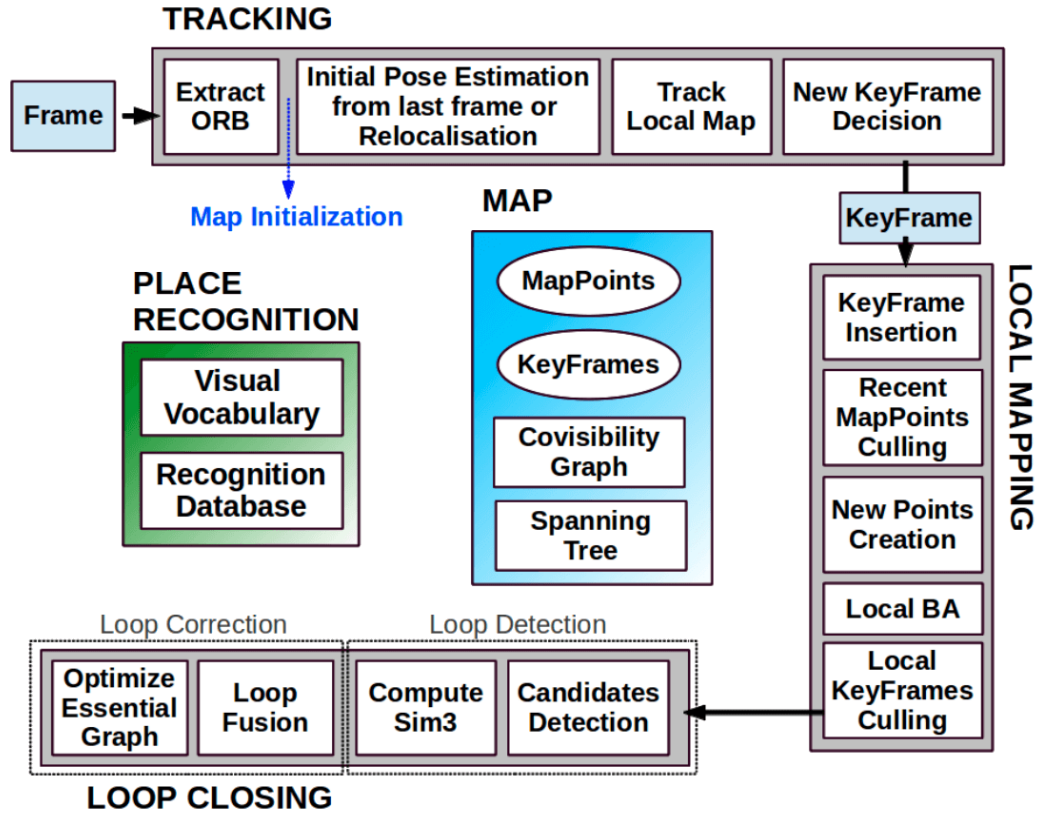 TRACKING
Frame
Extract
ORB
Initial Pose Estimation
from last frame or
Relocalisation
Track
Local Map
New KeyFrame
Decision
Map Initialization
MAP
KeyFrame
PLACE
RECOGNITION
Visual
Vocabulary
Recognition
Database
MapPoints
KeyFrames
Covisibility
Graph
Spanning
Tree
LOCAL MAPPING
KeyFrame
Insertion
Recent
MapPoints
Culling
New Points
Creation
Local BA
Local
KeyFrames
Culling
Loop Correction
Loop Detection
Optimize
Essential
Graph
Loop
Fusion
Compute
Sim3
Candidates
Detection
LOOP CLOSING